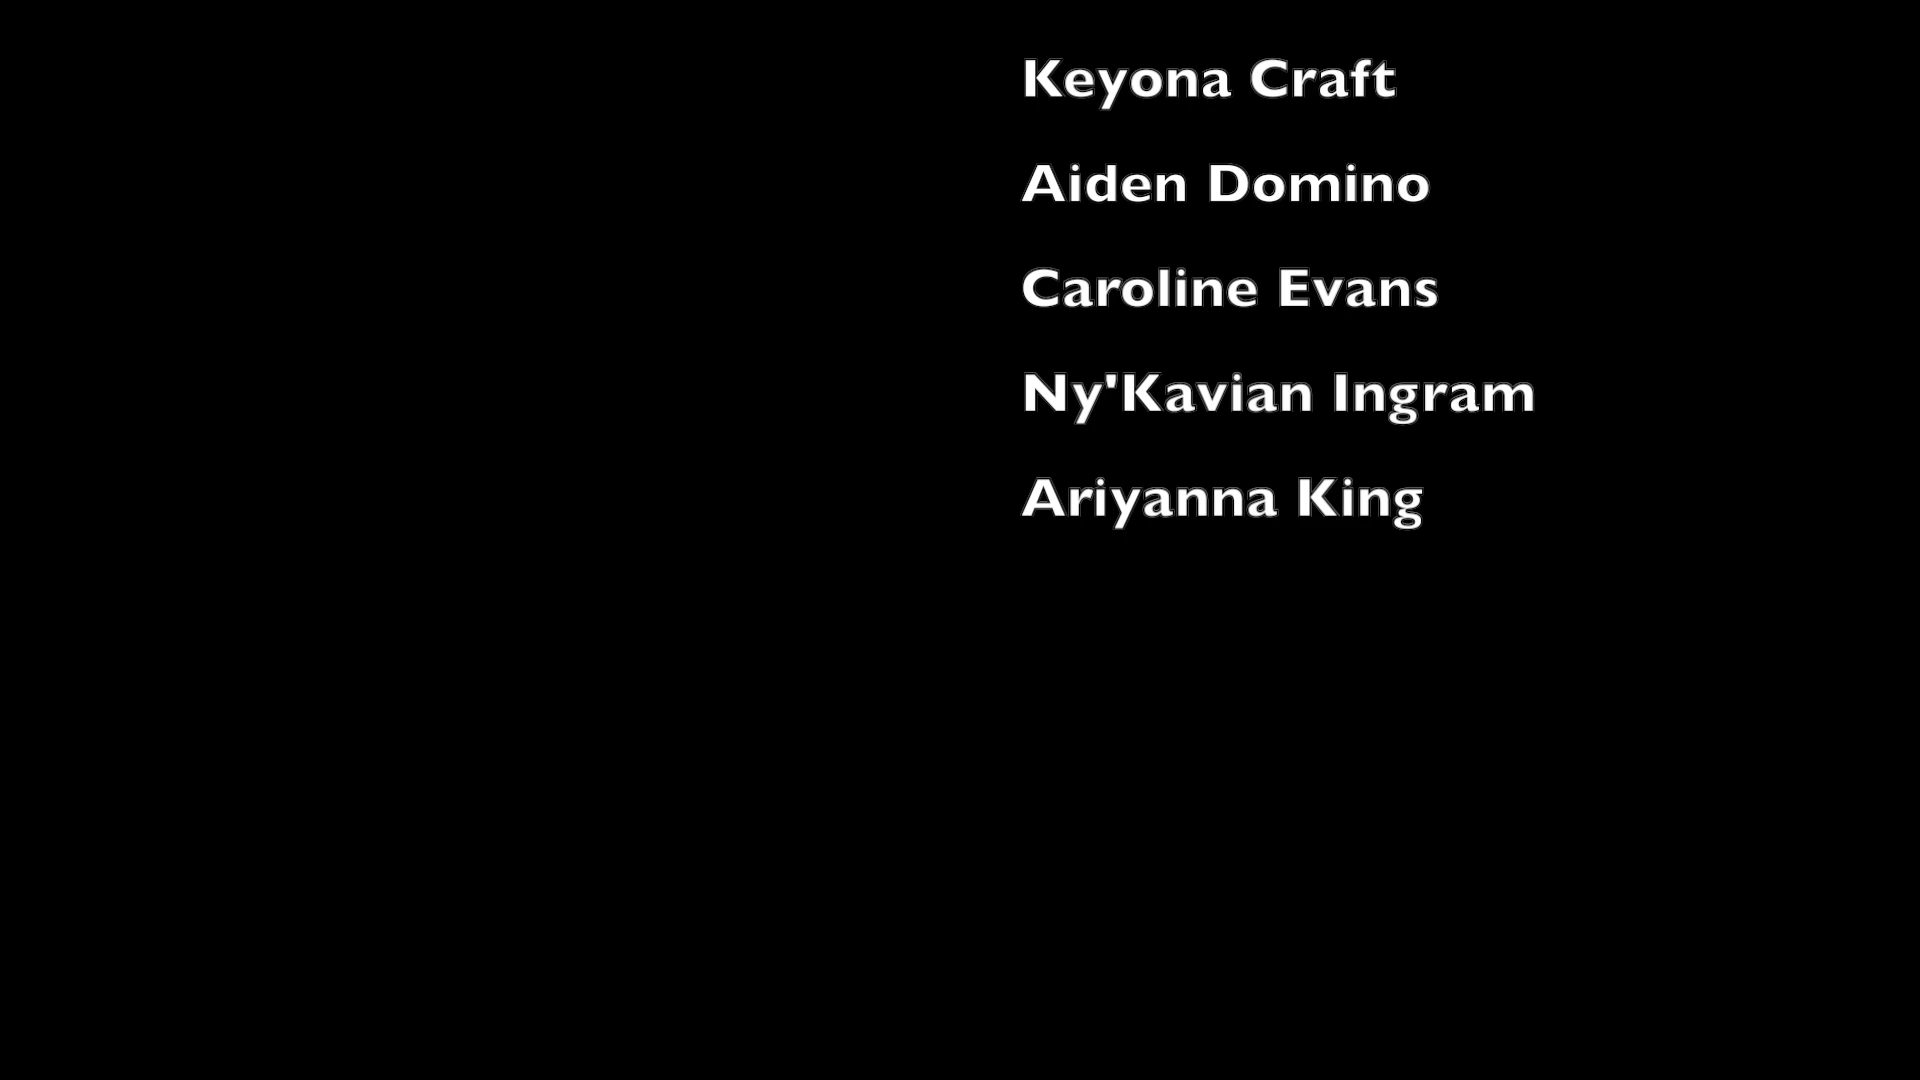 Keyona Craft
Aiden Domino
Caroline Evans
Ny'Kavian Ingram
Ariyanna King